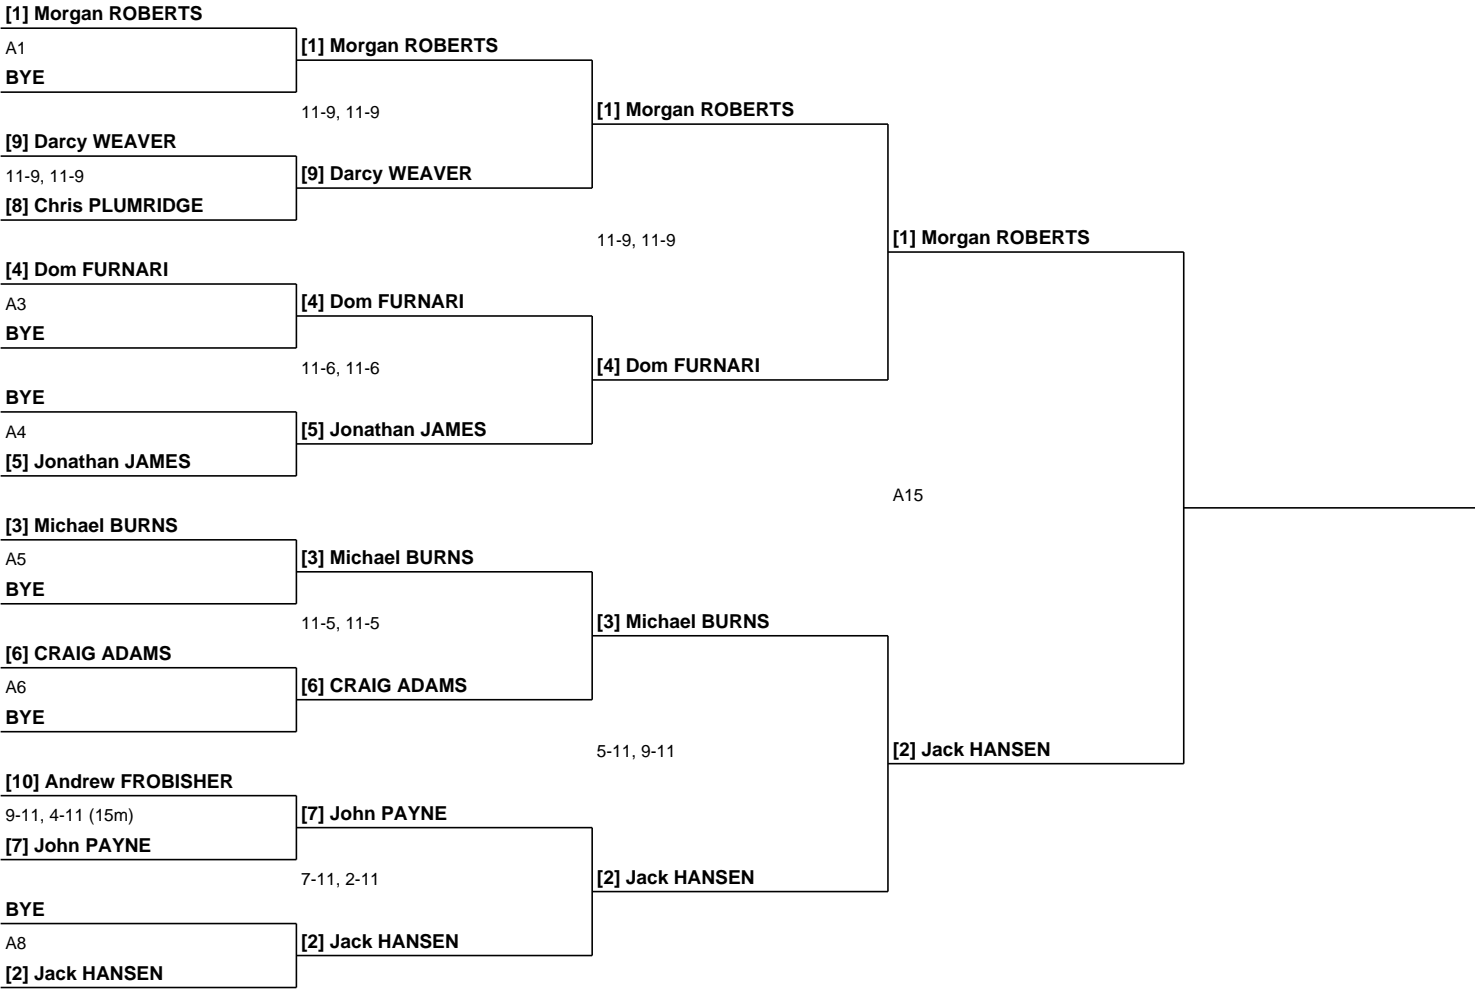 [1] Morgan ROBERTS
A1
BYE
[1] Morgan ROBERTS
11-9, 11-9
[9] Darcy WEAVER
11-9, 11-9
[8] Chris PLUMRIDGE
[9] Darcy WEAVER
[1] Morgan ROBERTS
11-9, 11-9
[4] Dom FURNARI
A3
BYE
[4] Dom FURNARI
11-6, 11-6
BYE
A4
[5] Jonathan JAMES
[5] Jonathan JAMES
[4] Dom FURNARI
[1] Morgan ROBERTS
A15
[3] Michael BURNS
A5
BYE
[3] Michael BURNS
11-5, 11-5
[6] CRAIG ADAMS
A6
BYE
[6] CRAIG ADAMS
[3] Michael BURNS
5-11, 9-11
[10] Andrew FROBISHER
9-11, 4-11 (15m)
[7] John PAYNE
[7] John PAYNE
7-11, 2-11
BYE
A8
[2] Jack HANSEN
[2] Jack HANSEN
[2] Jack HANSEN
[2] Jack HANSEN